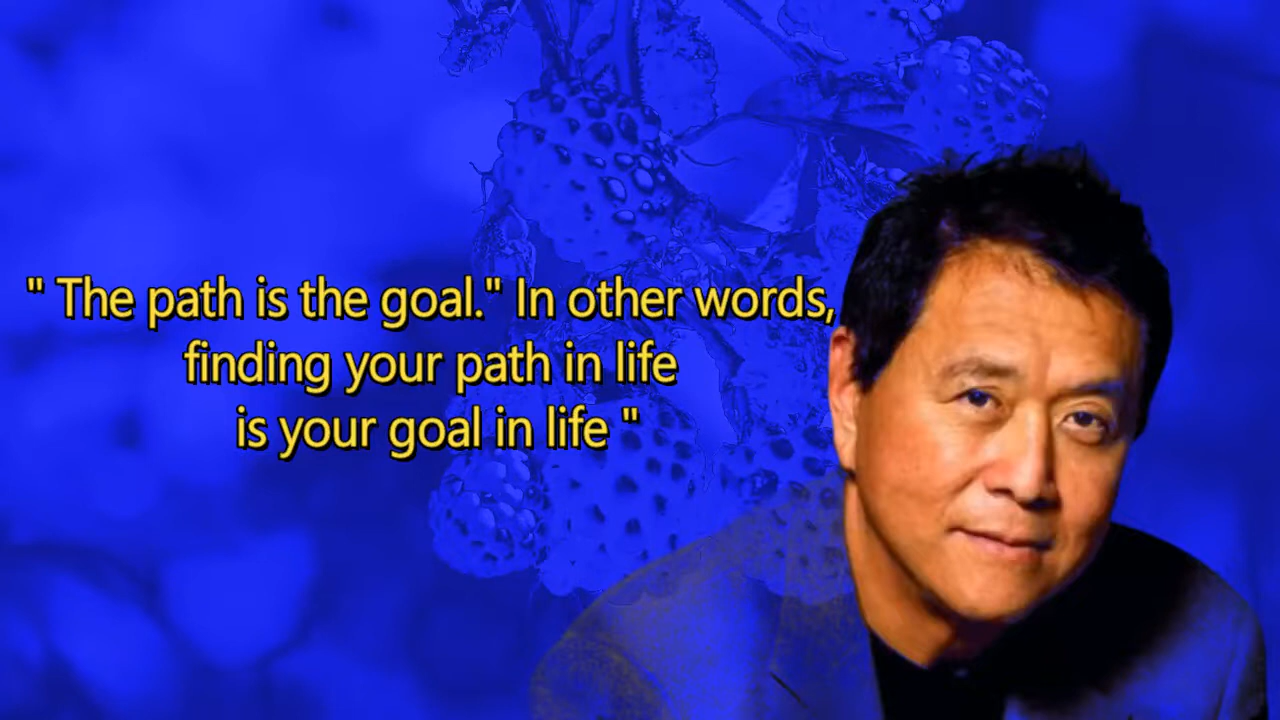 " The path is the goal." In other words,
finding your path in life
is your goal in life "